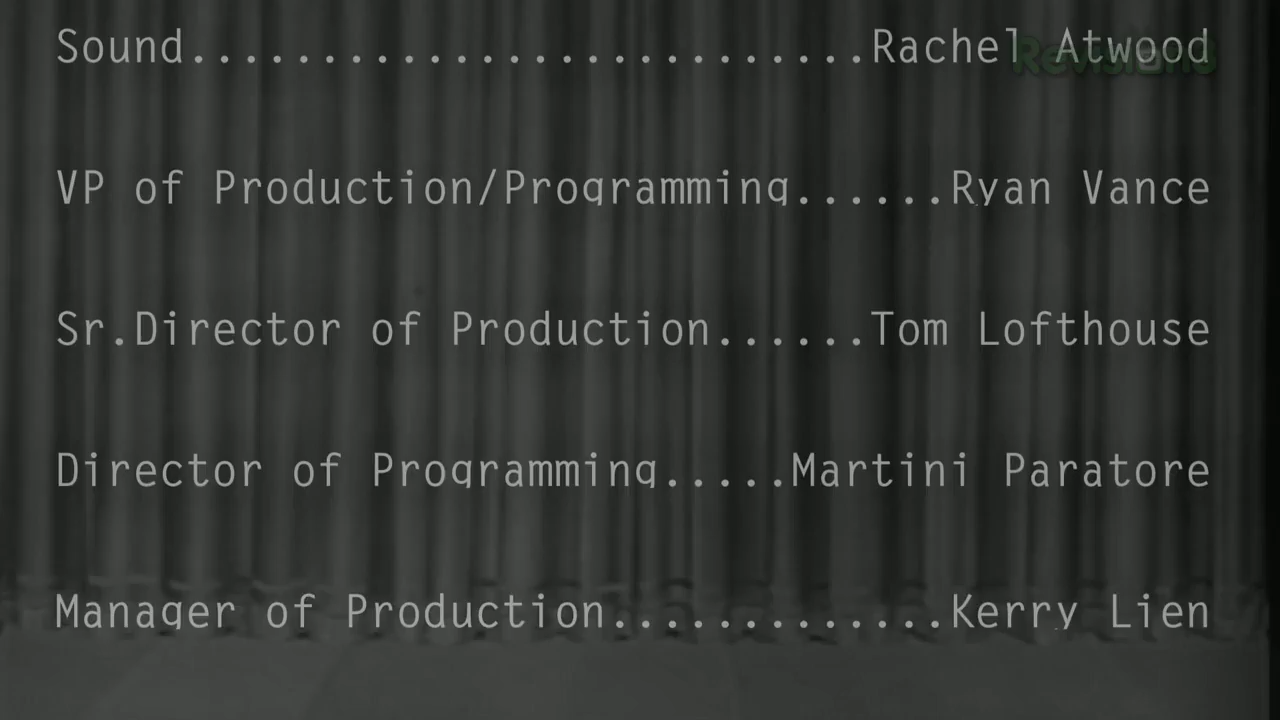 Sound..........................Rachel Atwood
Revision3
VP of Production/Programming......Ryan Vance
Sr.Director of Production......Tom Lofthouse
Director of Programming.....Martini Paratore
Manager of Production.............Kerry Lien